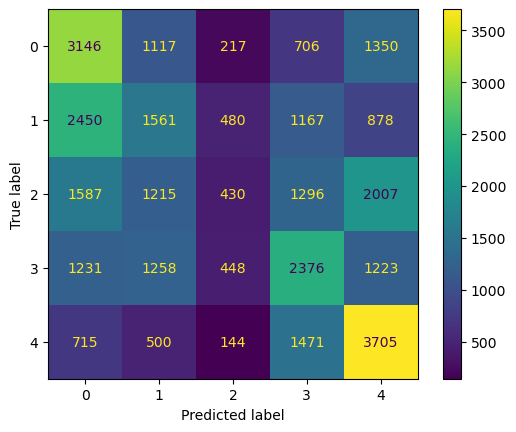 0 3146 1117 217 706 1350
1 2450 1561 480 1167 878
2 1587 1215 430 1296 2007
3 1231 1258 448 2376 1223
4 715 500 144 1471 3705
0 1 2 3 4
Predicted label
True label
3500
3000
2500
2000
1500
1000
500